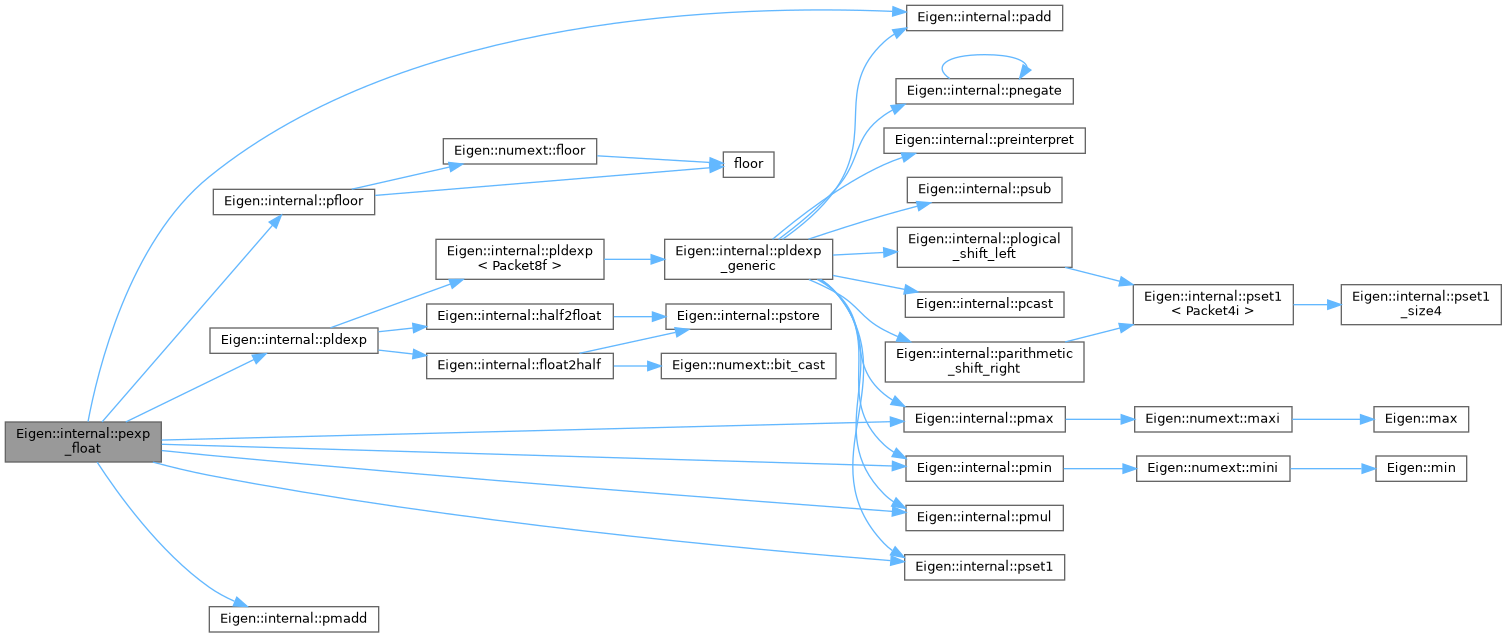 Eigen::internal::pexp
_float
Eigen::internal::padd
Eigen::internal::pfloor
Eigen::numext::floor
floor
Eigen::internal::pldexp
Eigen::internal::pldexp
< Packet8f >
Eigen::internal::pldexp
_generic
Eigen::internal::pnegate
Eigen::internal::preinterpret
Eigen::internal::psub
Eigen::internal::plogical
_shift_left
Eigen::internal::pcast
Eigen::internal::parithmetic
_shift_right
Eigen::internal::pset1
< Packet4i >
Eigen::internal::pset1
_size4
Eigen::internal::half2float
Eigen::internal::pstore
Eigen::internal::float2half
Eigen::numext::bit_cast
Eigen::internal::pmax
Eigen::numext::maxi
Eigen::max
Eigen::internal::pmin
Eigen::numext::mini
Eigen::min
Eigen::internal::pmul
Eigen::internal::pset1
Eigen::internal::pmadd